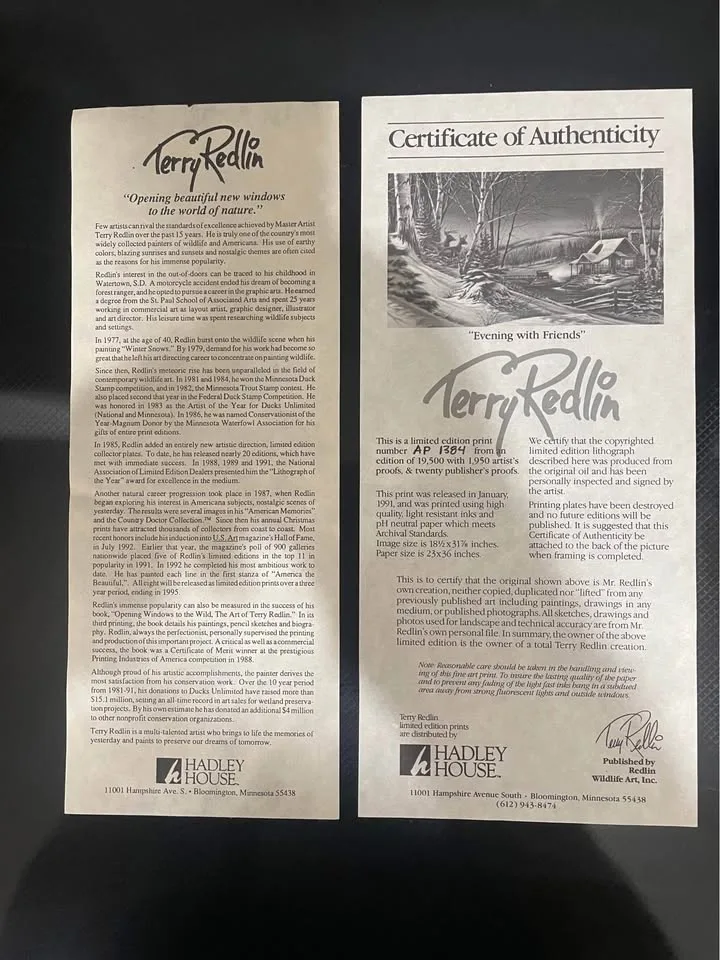 Terry Redlin
"Opening beautiful new windows
to the world of nature."
Few artists can rival the standards of excellence achieved by Master Artist
Terry Redlin over the past 15 years. He is truly one of the country's most
widely collected painters of wildlife and Americana. His use of earthy
colors, blazing sunrises and sunsets and nostalgic themes are often cited
as the reasons for his immense popularity.
Redlin's interest in the out-of-doors can be traced to his childhood in
Watertown, S.D. A motorcycle accident ended his dream of becoming a
forest ranger, and he opted to pursue a career in the graphic arts. He earned
a degree from the St. Paul School of Associated Arts and spent 25 years
working in commercial art as layout artist, graphic designer, illustrator
and art director. His leisure time was spent researching wildlife subjects
and settings.
In 1977, at the age of 40, Redlin burst onto the wildlife scene when his
painting "Winter Snows." By 1979, demand for his work had become so
great that he left his art directing career to concentrate on painting wildlife.
Since then, Redlin's meteoric rise has been unparalleled in the field of
contemporary wildlife art. In 1981 and 1984, he won the Minnesota Duck
Stamp competition, and in 1982, the Minnesota Trout Stamp contest. He
also placed second that year in the Federal Duck Stamp Competition. He
was honored in 1983 as the Artist of the Year for Ducks Unlimited
(National and Minnesota). In 1986, he was named Conservationist of the
Year-Magnum Donor by the Minnesota Waterfowl Association for his
gifts of entire print editions.
In 1985, Redlin added an entirely new artistic direction, limited edition
collector plates. To date, he has released nearly 20 editions, which have
met with immediate success. In 1988, 1989 and 1991, the National
Association of Limited Edition Dealers presented him the "Lithograph of
the Year" award for excellence in the medium.
Another natural career progression took place in 1987, when Redlin
began exploring his interest in Americana subjects, nostalgic scenes of
yesterday. The results were several images in his "American Memories"
and the Country Doctor Collection.™ Since then his annual Christmas
prints have attracted thousands of collectors from coast to coast. Most
recent honors include his induction into U.S. Art magazine's Hall of Fame,
in July 1992. Earlier that year, the magazine's poll of 900 galleries
nationwide placed five of Redlin's limited editions in the top 11 in
popularity in 1991. In 1992 he completed his most ambitious work to
date. He has painted each line in the first stanza of "America the
Beautiful,". All eight will be released as limited edition prints over a three
year period, ending in 1995.
Redlin's immense popularity can also be measured in the success of his
book, "Opening Windows to the Wild, The Art of Terry Redlin." In its
third printing, the book details his paintings, pencil sketches and biogra-
phy. Redlin, always the perfectionist, personally supervised the printing
and production of this important project. A critical as well as a commercial
success, the book was a Certificate of Merit winner at the prestigious
Printing Industries of America competition in 1988.
Although proud of his artistic accomplishments, the painter derives the
most satisfaction from his conservation work. Over the 10 year period
from 1981-91, his donations to Ducks Unlimited have raised more than
$15.1 million, setting an all-time record in art sales for wetland preserva-
tion projects. By his own estimate he has donated an additional $4 million
to other nonprofit conservation organizations.
Terry Redlin is a multi-talented artist who brings to life the memories of
yesterday and paints to preserve our dreams of tomorrow.
h HADLEY
HOUSE™
11001 Hampshire Ave. S. • Bloomington, Minnesota 55438
Certificate of Authenticity
"Evening with Friends"
Terry Redlin
This is a limited edition print
number AP 1384 from an
edition of 19,500 with 1,950 artist's
proofs, & twenty publisher's proofs.
This print was released in January,
1991, and was printed using high
quality, light resistant inks and
pH neutral paper which meets
Archival Standards.
Image size is 18½x31⅞ inches.
Paper size is 23x36 inches.
We certify that the copyrighted
limited edition lithograph
described here was produced from
the original oil and has been
personally inspected and signed by
the artist.
Printing plates have been destroyed
and no future editions will be
published. It is suggested that this
Certificate of Authenticity be
attached to the back of the picture
when framing is completed.
This is to certify that the original shown above is Mr. Redlin's
own creation, neither copied, duplicated nor "lifted" from any
previously published art including paintings, drawings in any
medium, or published photographs. All sketches, drawings and
photos used for landscape and technical accuracy are from Mr.
Redlin's own personal file. In summary, the owner of the above
limited edition is the owner of a total Terry Redlin creation.
Note: Reasonable care should be taken in the handling and view-
ing of this fine art print. To insure the lasting quality of the paper
and to prevent any fading of the light fast inks hang in a subdued
area away from strong fluorescent lights and outside windows.
Terry Redlin
limited edition prints
are distributed by
h HADLEY
HOUSE™
Terry Redlin
Published by
Redlin
Wildlife Art, Inc.
11001 Hampshire Avenue South - Bloomington, Minnesota 55438
(612) 943-8474